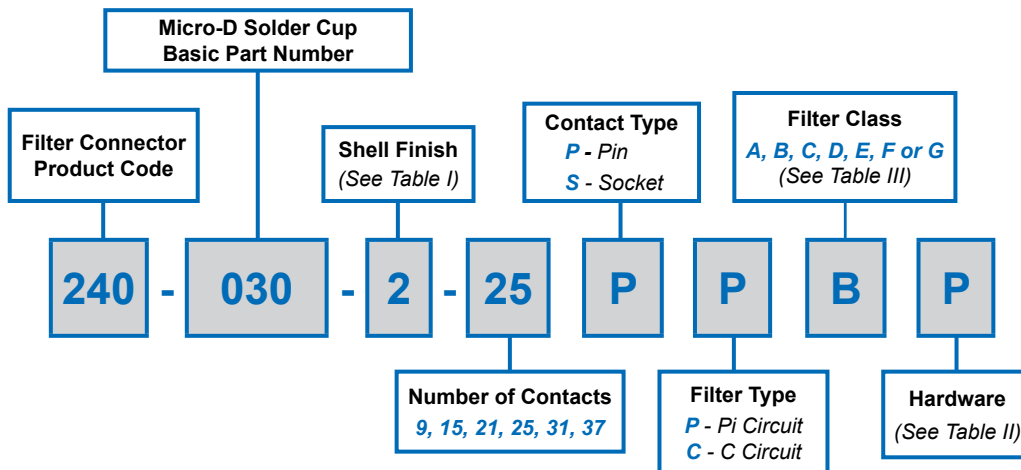 Micro-D Solder Cup
Basic Part Number
Filter Connector
Product Code
Shell Finish
(See Table I)
Contact Type
P - Pin
S - Socket
Filter Class
A, B, C, D, E, F or G
(See Table III)
240 - 030 - 2 - 25 P P B P
Number of Contacts
9, 15, 21, 25, 31, 37
Filter Type
P - Pi Circuit
C - C Circuit
Hardware
(See Table II)